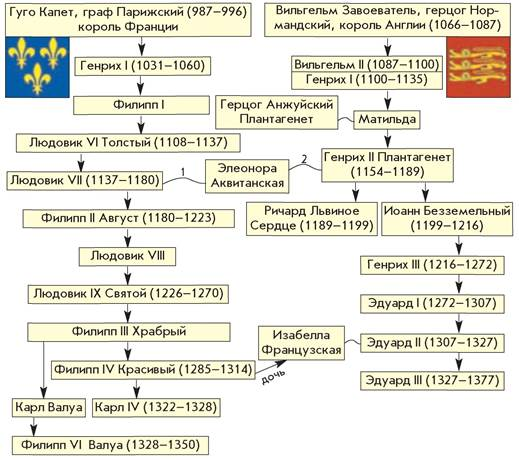 Гуго Капет, граф Парижский (987–996)
король Франции
Генрих I (1031–1060)
Филипп I
Людовик VI Толстый (1108–1137)
Людовик VII (1137–1180)
1
Элеонора
Аквитанская
2
Филипп II Август (1180–1223)
Людовик VIII
Людовик IX Святой (1226–1270)
Филипп III Храбрый
Филипп IV Красивый (1285–1314)
дочь
Карл Валуа
Карл IV (1322–1328)
Филипп VI Валуа (1328–1350)
Вильгельм Завоеватель, герцог Нор-
мандский, король Англии (1066–1087)
Вильгельм II (1087–1100)
Генрих I (1100–1135)
Герцог Анжуйский
Плантагенет
Матильда
Генрих II Плантагенет
(1154–1189)
Ричард Львиное
Сердце (1189–1199)
Иоанн Безземельный
(1199–1216)
Генрих III (1216–1272)
Эдуард I (1272–1307)
Изабелла
Французская
Эдуард II (1307–1327)
Эдуард III (1327–1377)